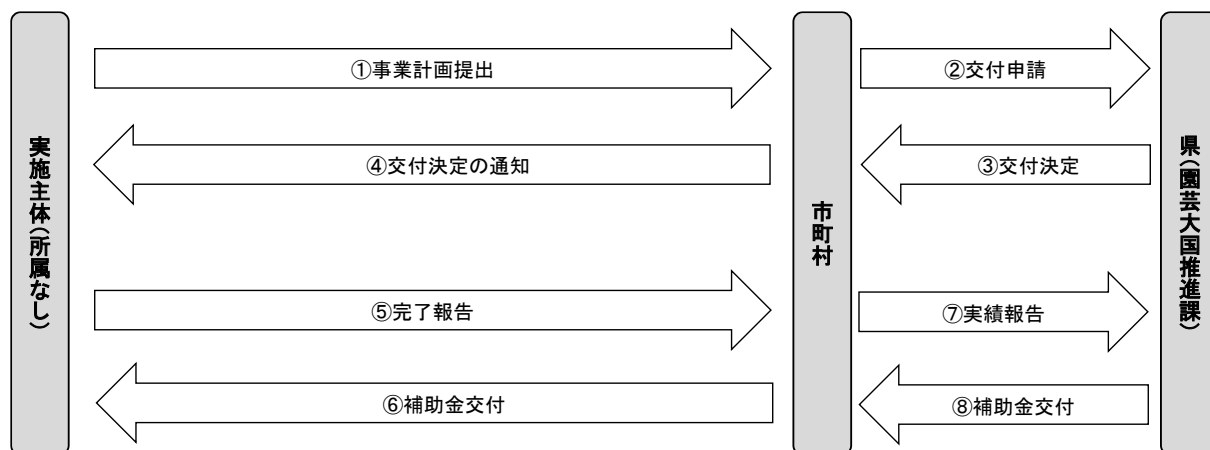 実施主体(所属なし)
①事業計画提出
②交付申請
④交付決定の通知
③交付決定
市町村
県(園芸大国推進課)
⑤完了報告
⑦実績報告
⑥補助金交付
⑧補助金交付